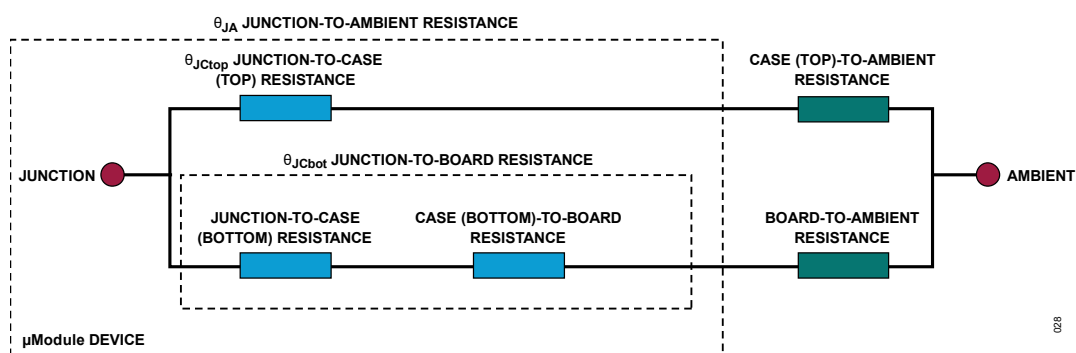 θJA JUNCTION-TO-AMBIENT RESISTANCE
θJCtop JUNCTION-TO-CASE
(TOP) RESISTANCE
CASE (TOP)-TO-AMBIENT
RESISTANCE
θJCbot JUNCTION-TO-BOARD RESISTANCE
JUNCTION
AMBIENT
JUNCTION-TO-CASE
(BOTTOM) RESISTANCE
CASE (BOTTOM)-TO-BOARD
RESISTANCE
BOARD-TO-AMBIENT
RESISTANCE
µModule DEVICE
028